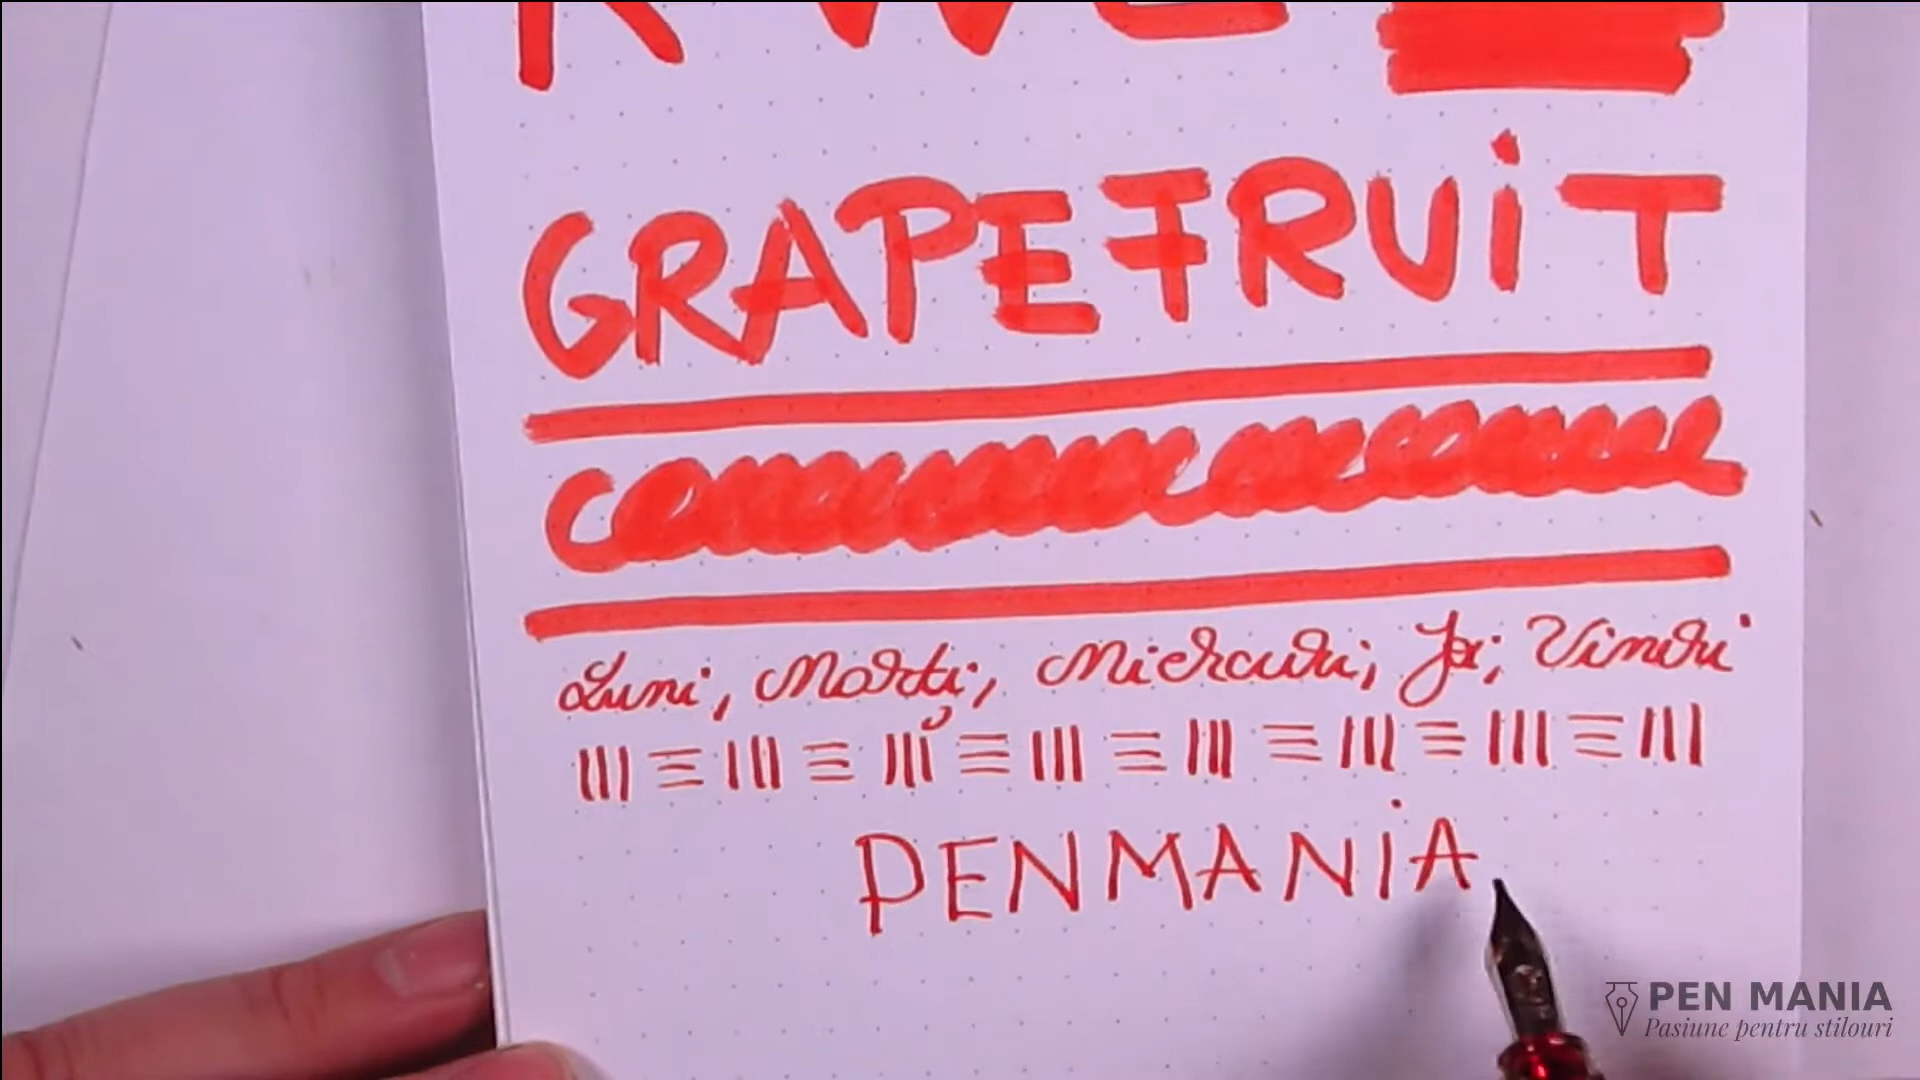 GRAPEFRUiT
Luni, Marți, Miercuri, Joi, Vineri
PENMANiA
PEN MANIA
Pasiune pentru stilouri